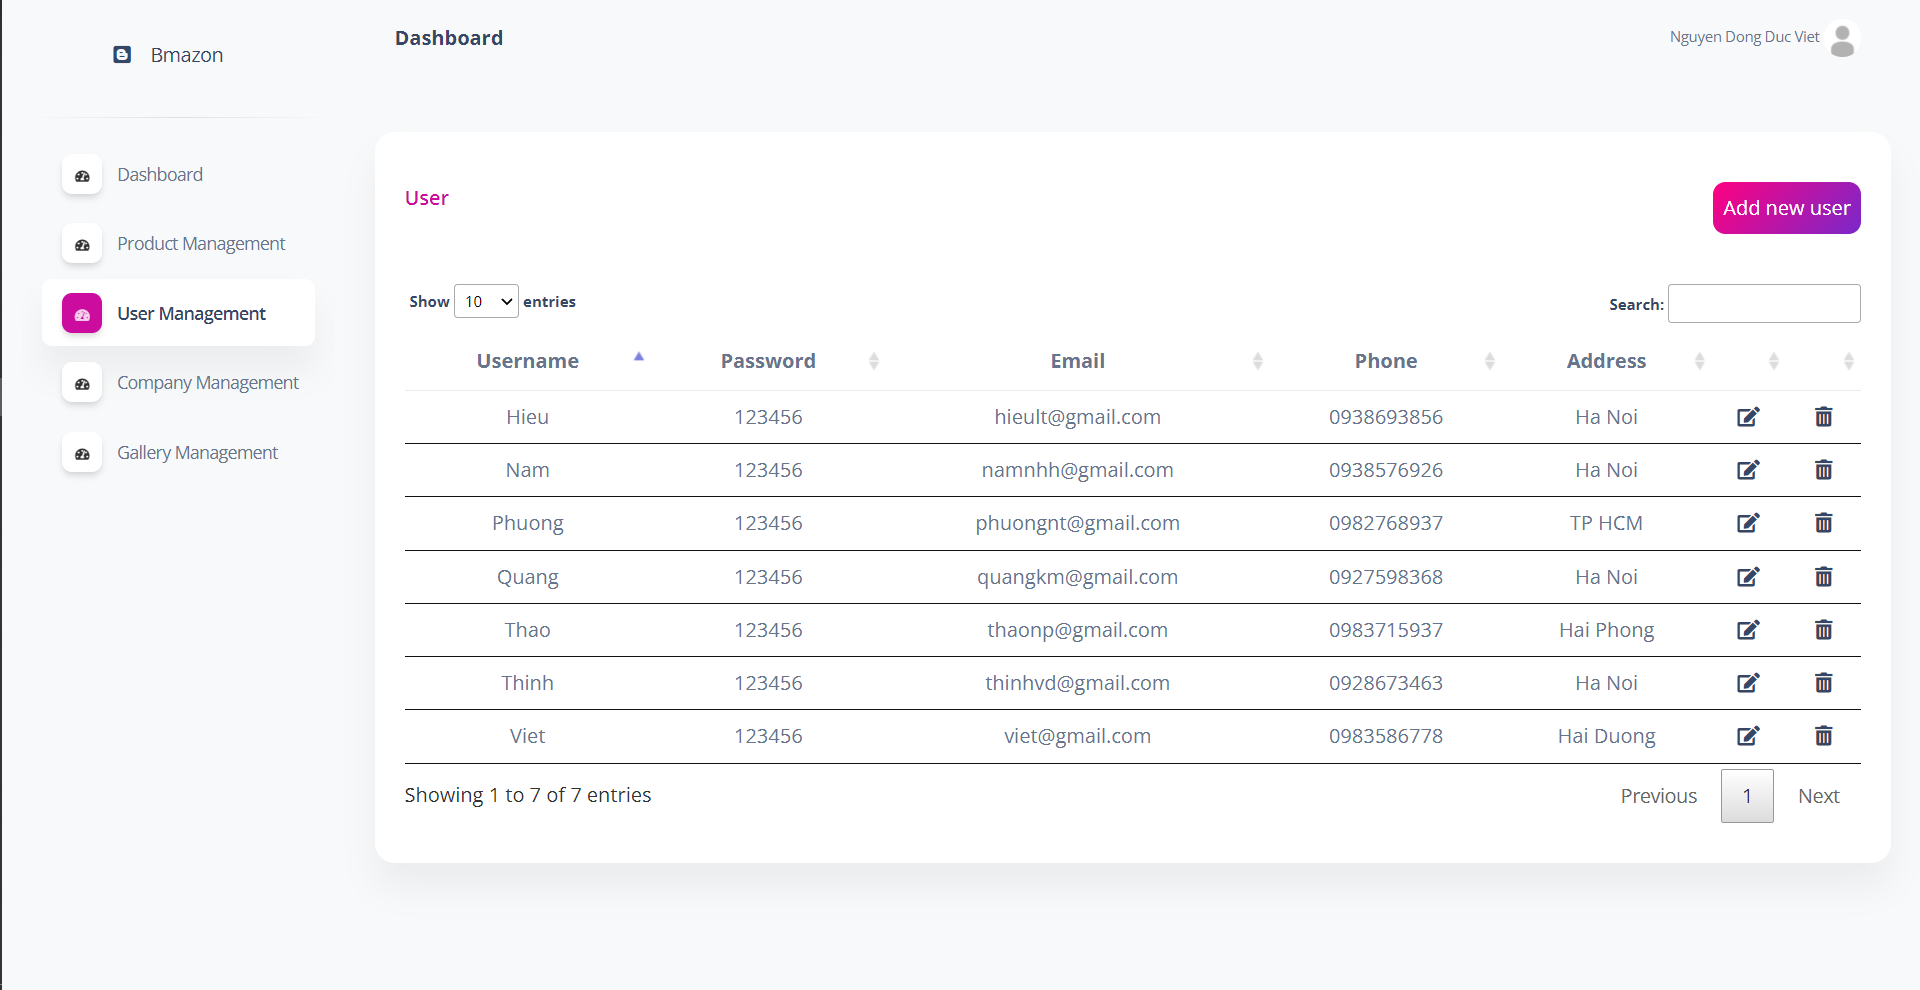 Bmazon
Dashboard
Nguyen Dong Duc Viet
Dashboard
Product Management
User Management
Company Management
Gallery Management
User
Add new user
Show 10 entries
Search:
Username Password Email Phone Address
Hieu 123456 hieult@gmail.com 0938693856 Ha Noi
Nam 123456 namnhh@gmail.com 0938576926 Ha Noi
Phuong 123456 phuongnt@gmail.com 0982768937 TP HCM
Quang 123456 quangkm@gmail.com 0927598368 Ha Noi
Thao 123456 thaonp@gmail.com 0983715937 Hai Phong
Thinh 123456 thinhvd@gmail.com 0928673463 Ha Noi
Viet 123456 viet@gmail.com 0983586778 Hai Duong
Showing 1 to 7 of 7 entries
Previous 1 Next